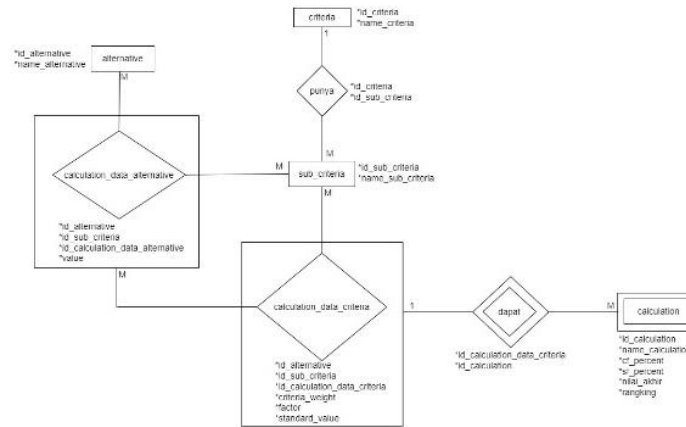 criteria
*id_criteria
*name_criteria
1
*id_alternative
*name_alternative
alternative
M
punya
*id_criteria
*id_sub_criteria
M
calculation_data_alternative
M
sub_criteria
*id_sub_criteria
*name_sub_criteria
M
*id_alternative
*id_sub_criteria
*id_calculation_data_alternative
*value
M
calculation_data_criteria
1
dapat
M
calculation
*id_calculation_data_criteria
*id_calculation
*id_calculation
*name_calculation
*cf_percent
*sf_percent
*nilai_akhir
*rangking
*id_alternative
*id_sub_criteria
*id_calculation_data_criteria
*criteria_weight
*factor
*standard_value